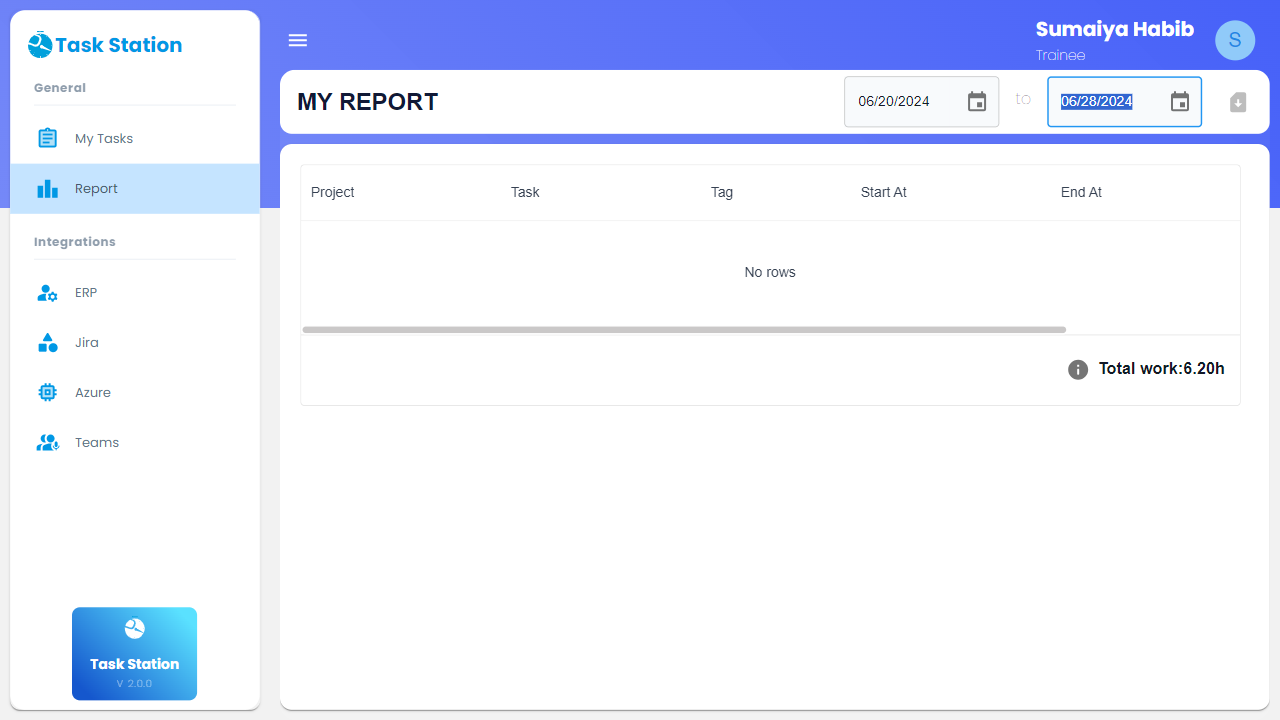 Task Station
General
My Tasks
Report
Integrations
ERP
Jira
Azure
Teams
Task Station
V 2.0.0
Sumaiya Habib
Trainee
S
MY REPORT
06/20/2024 to 06/28/2024
Project Task Tag Start At End At
No rows
Total work:6.20h